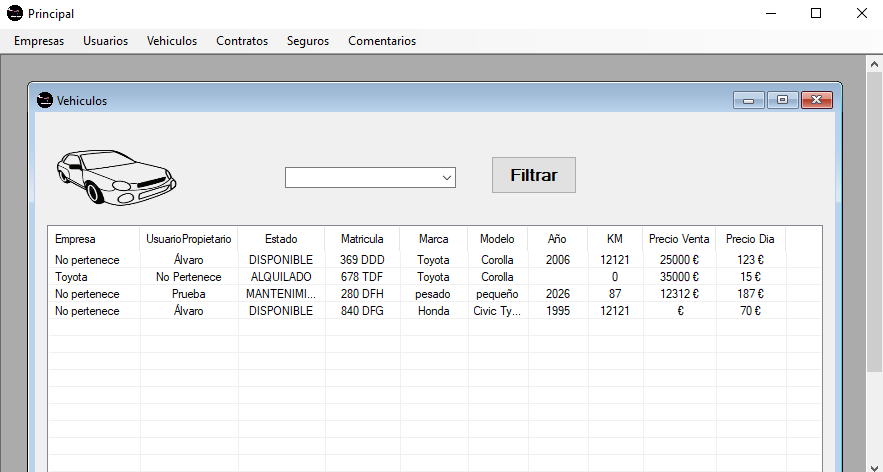 Principal
Empresas Usuarios Vehiculos Contratos Seguros Comentarios
Vehiculos
Filtrar
Empresa UsuarioPropietario Estado Matricula Marca Modelo Año KM Precio Venta Precio Dia
No pertenece Álvaro DISPONIBLE 369 DDD Toyota Corolla 2006 12121 25000 € 123 €
Toyota No Pertenece ALQUILADO 678 TDF Toyota Corolla 0 35000 € 15 €
No pertenece Prueba MANTENIMI... 280 DFH pesado pequeño 2026 87 12312 € 187 €
No pertenece Álvaro DISPONIBLE 840 DFG Honda Civic Ty... 1995 12121 € 70 €